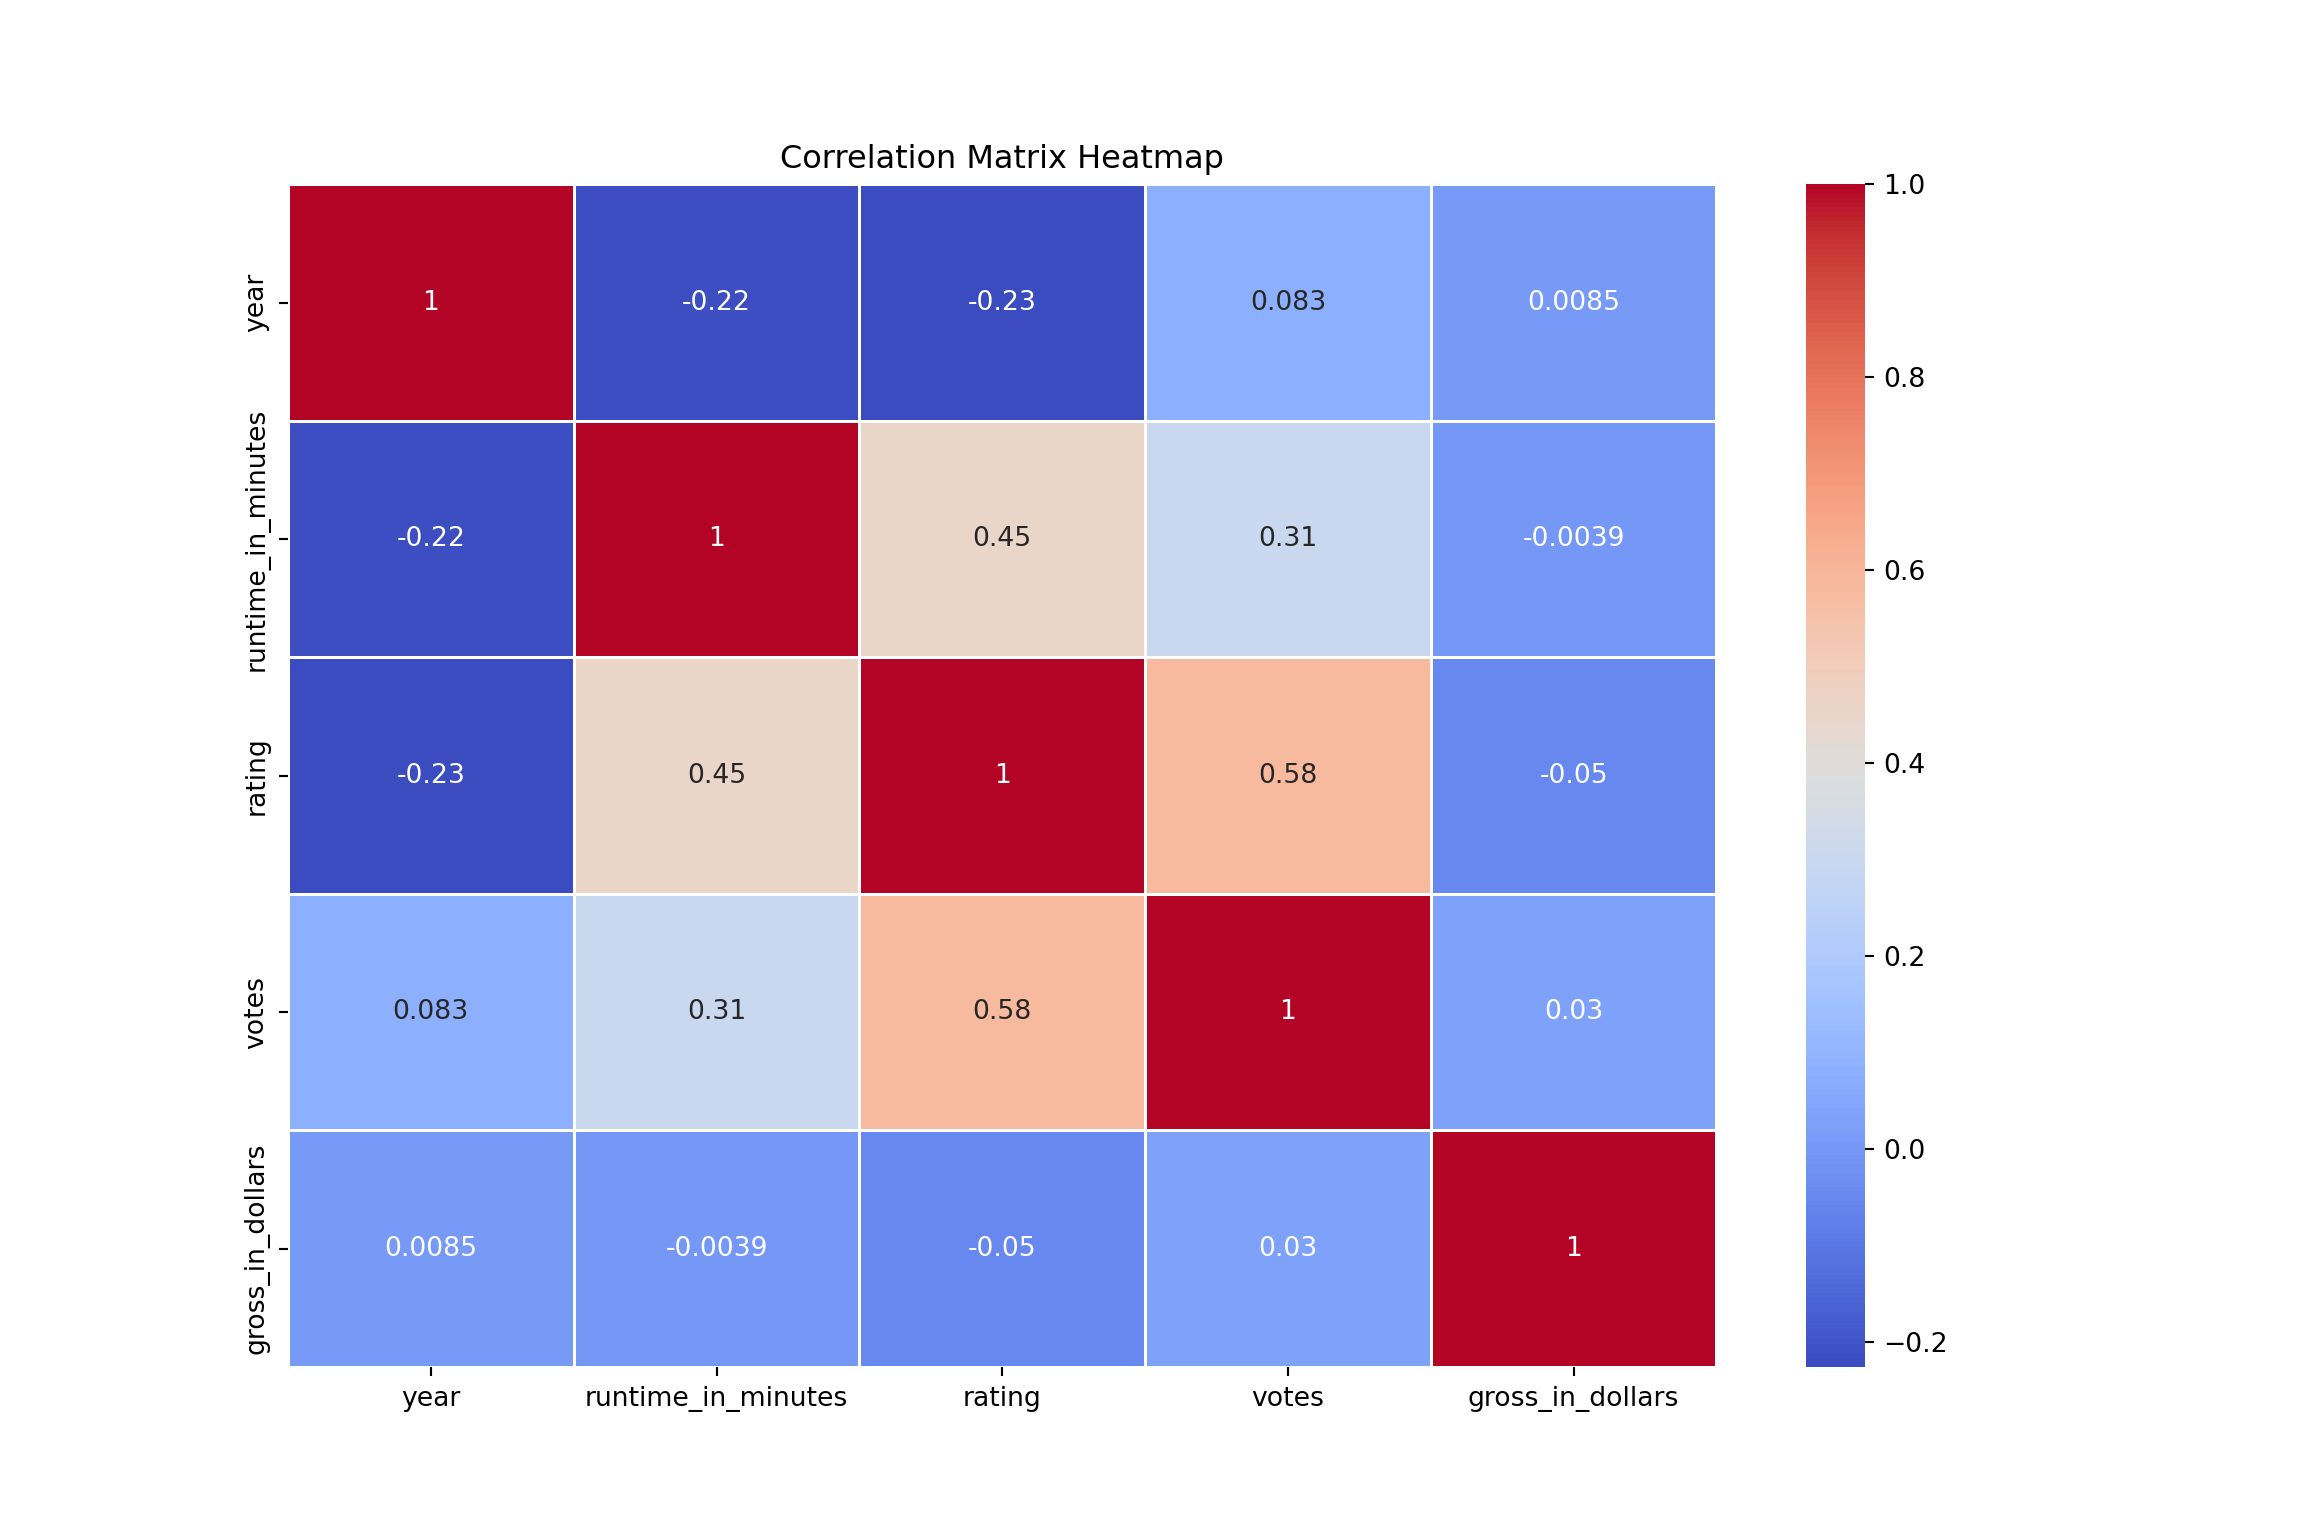 Correlation Matrix Heatmap
year
1
-0.22
-0.23
0.083
0.0085
runtime_in_minutes
-0.22
1
0.45
0.31
-0.0039
rating
-0.23
0.45
1
0.58
-0.05
votes
0.083
0.31
0.58
1
0.03
gross_in_dollars
0.0085
-0.0039
-0.05
0.03
1
year
runtime_in_minutes
rating
votes
gross_in_dollars
1.0
0.8
0.6
0.4
0.2
0.0
−0.2